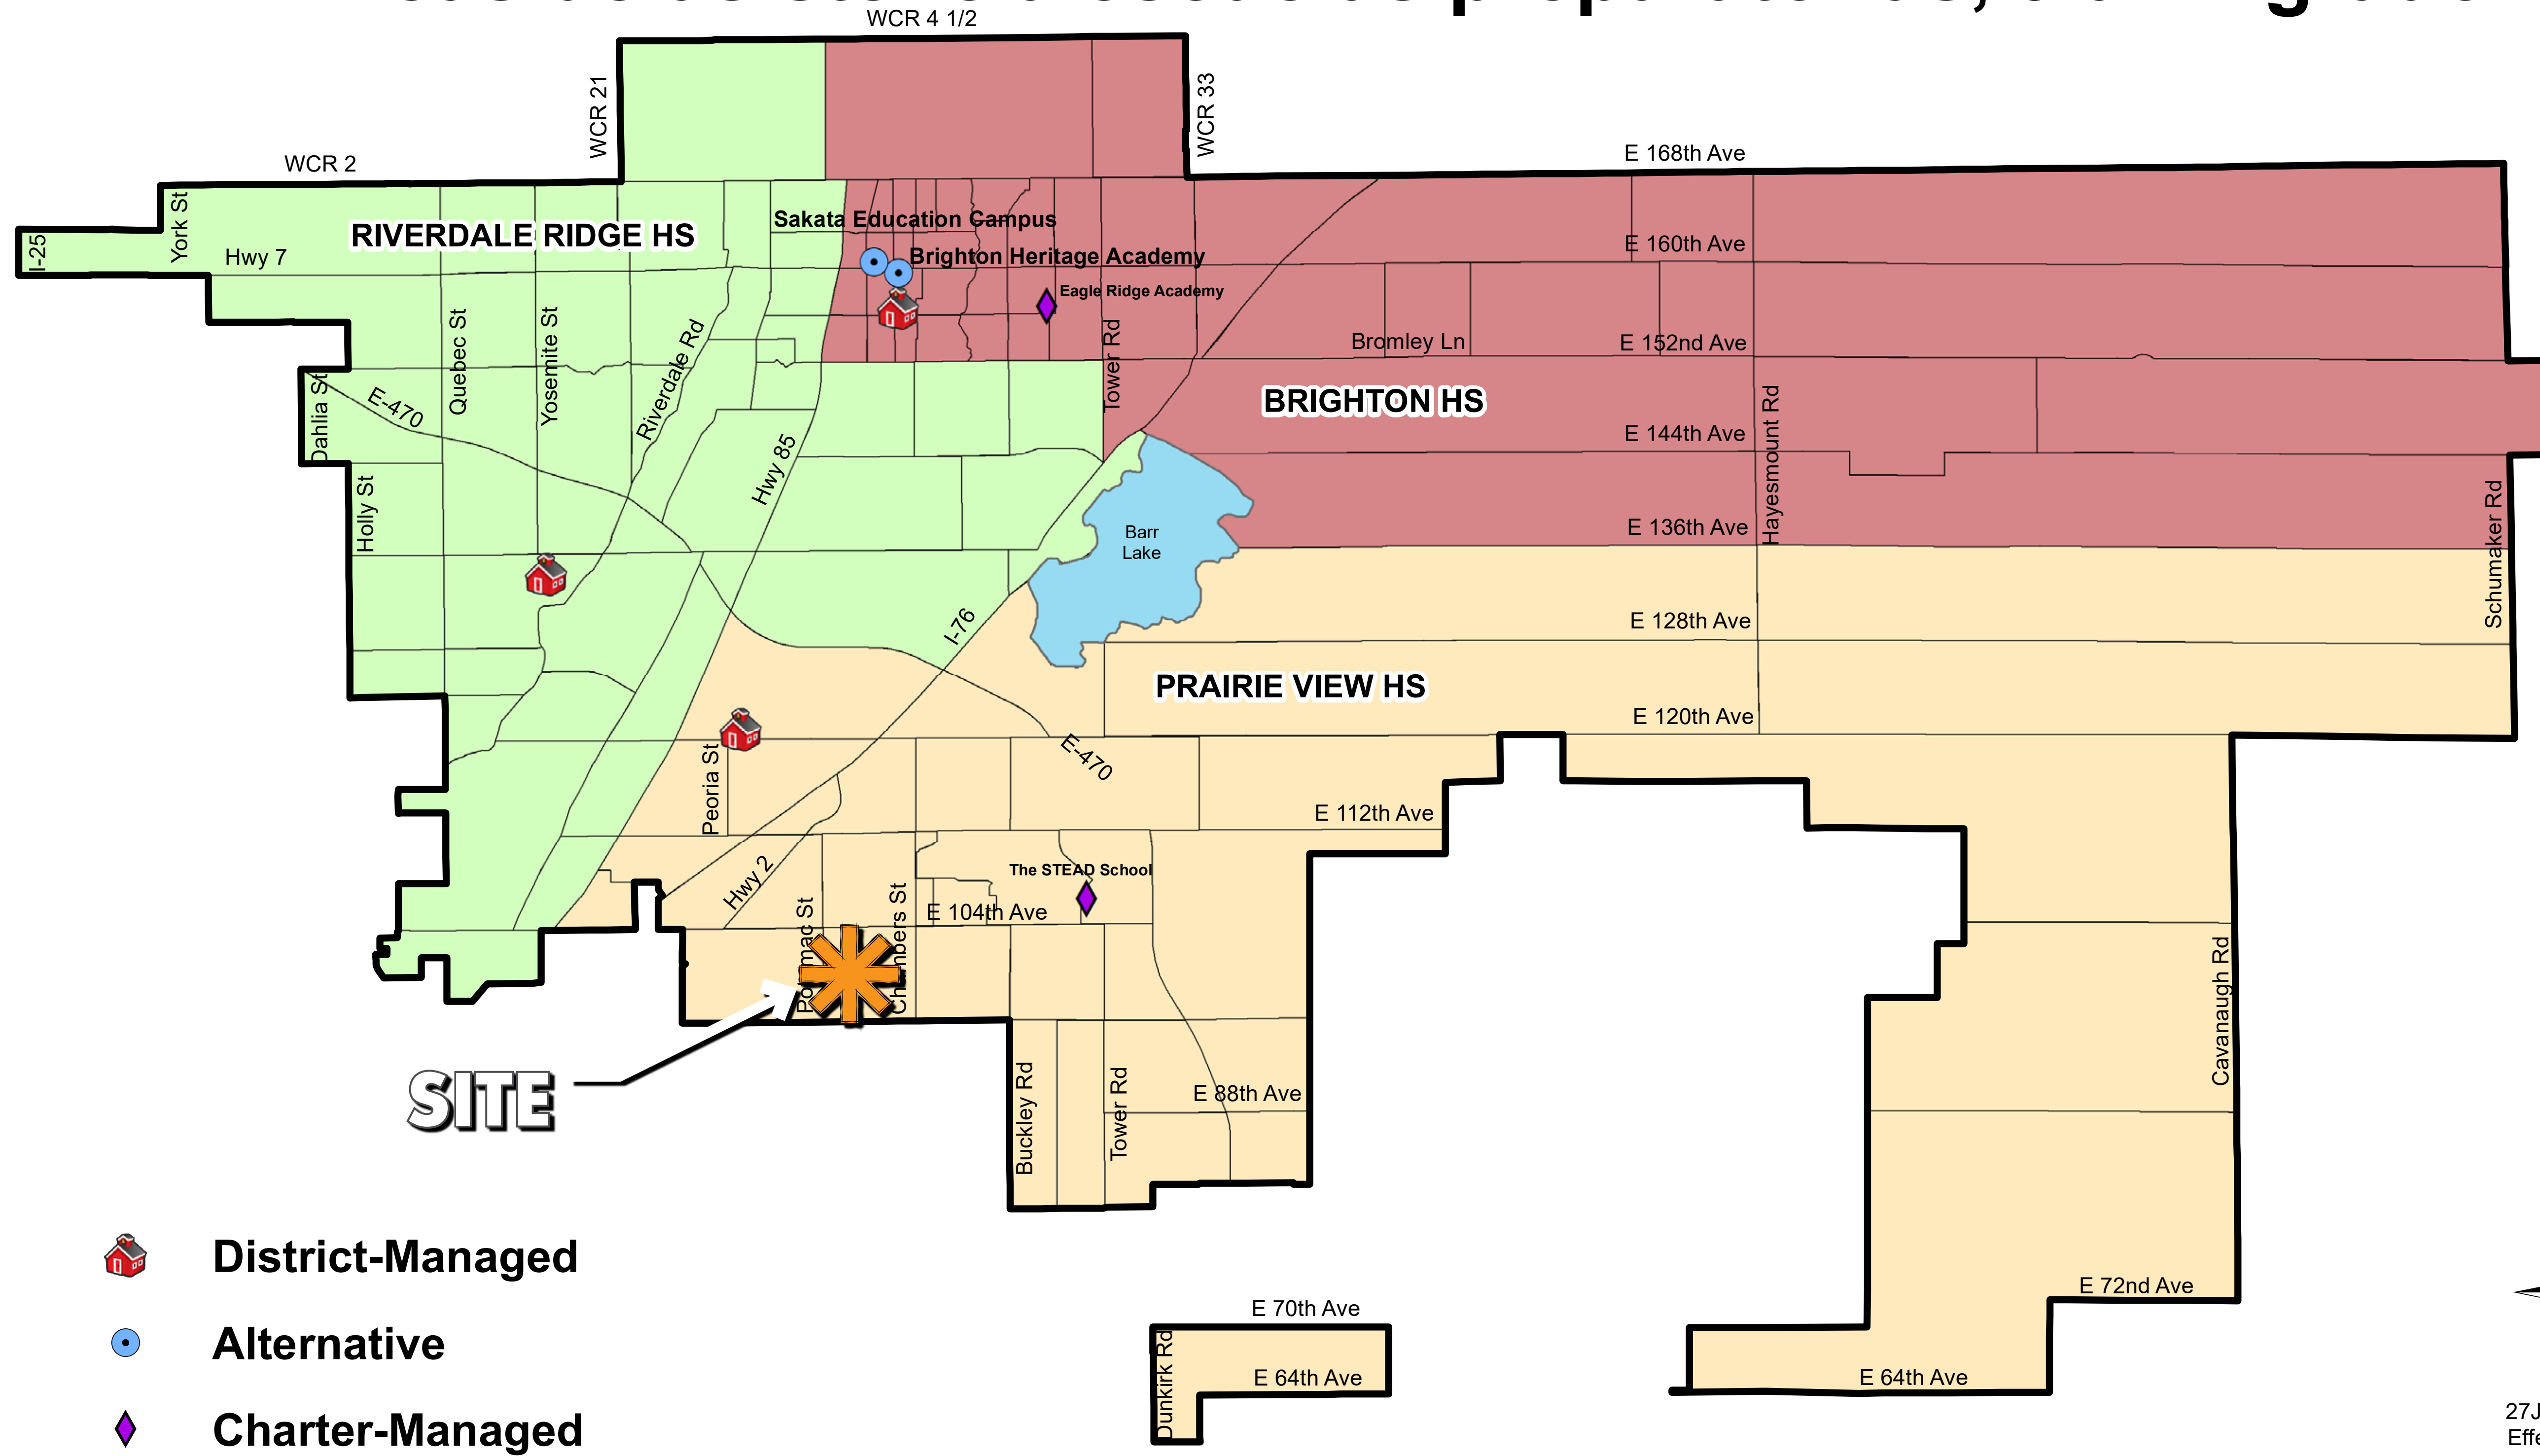 WCR 4 1/2
WCR 21
WCR 33
WCR 2
E 168th Ave
York St
I-25
RIVERDALE RIDGE HS
Hwy 7
Sakata Education Campus
Brighton Heritage Academy
Eagle Ridge Academy
E 160th Ave
Quebec St
Yosemite St
Riverdale Rd
Tower Rd
Bromley Ln
E 152nd Ave
Dahlia St
E-470
BRIGHTON HS
Hayesmount Rd
E 144th Ave
Hwy 85
Holly St
Barr
Lake
E 136th Ave
Schumaker Rd
I-76
E 128th Ave
PRAIRIE VIEW HS
E 120th Ave
Peoria St
E-470
E 112th Ave
Hwy 2
The STEAD School
Chambers St
E 104th Ave
Cavanaugh Rd
SITE
Buckley Rd
Tower Rd
E 88th Ave
District-Managed
Alternative
Charter-Managed
E 70th Ave
Dunkirk Rd
E 64th Ave
E 72nd Ave
E 64th Ave
27J
Effe